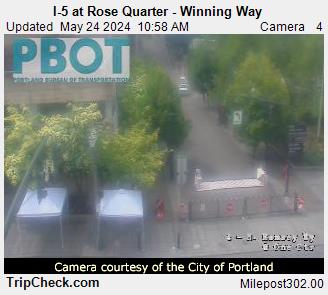 I-5 at Rose Quarter - Winning Way
Updated May 24 2024 10:58 AM Camera 4
PBOT
PORTLAND BUREAU OF TRANSPORTATION
Camera courtesy of the City of Portland
TripCheck.com Milepost302.00